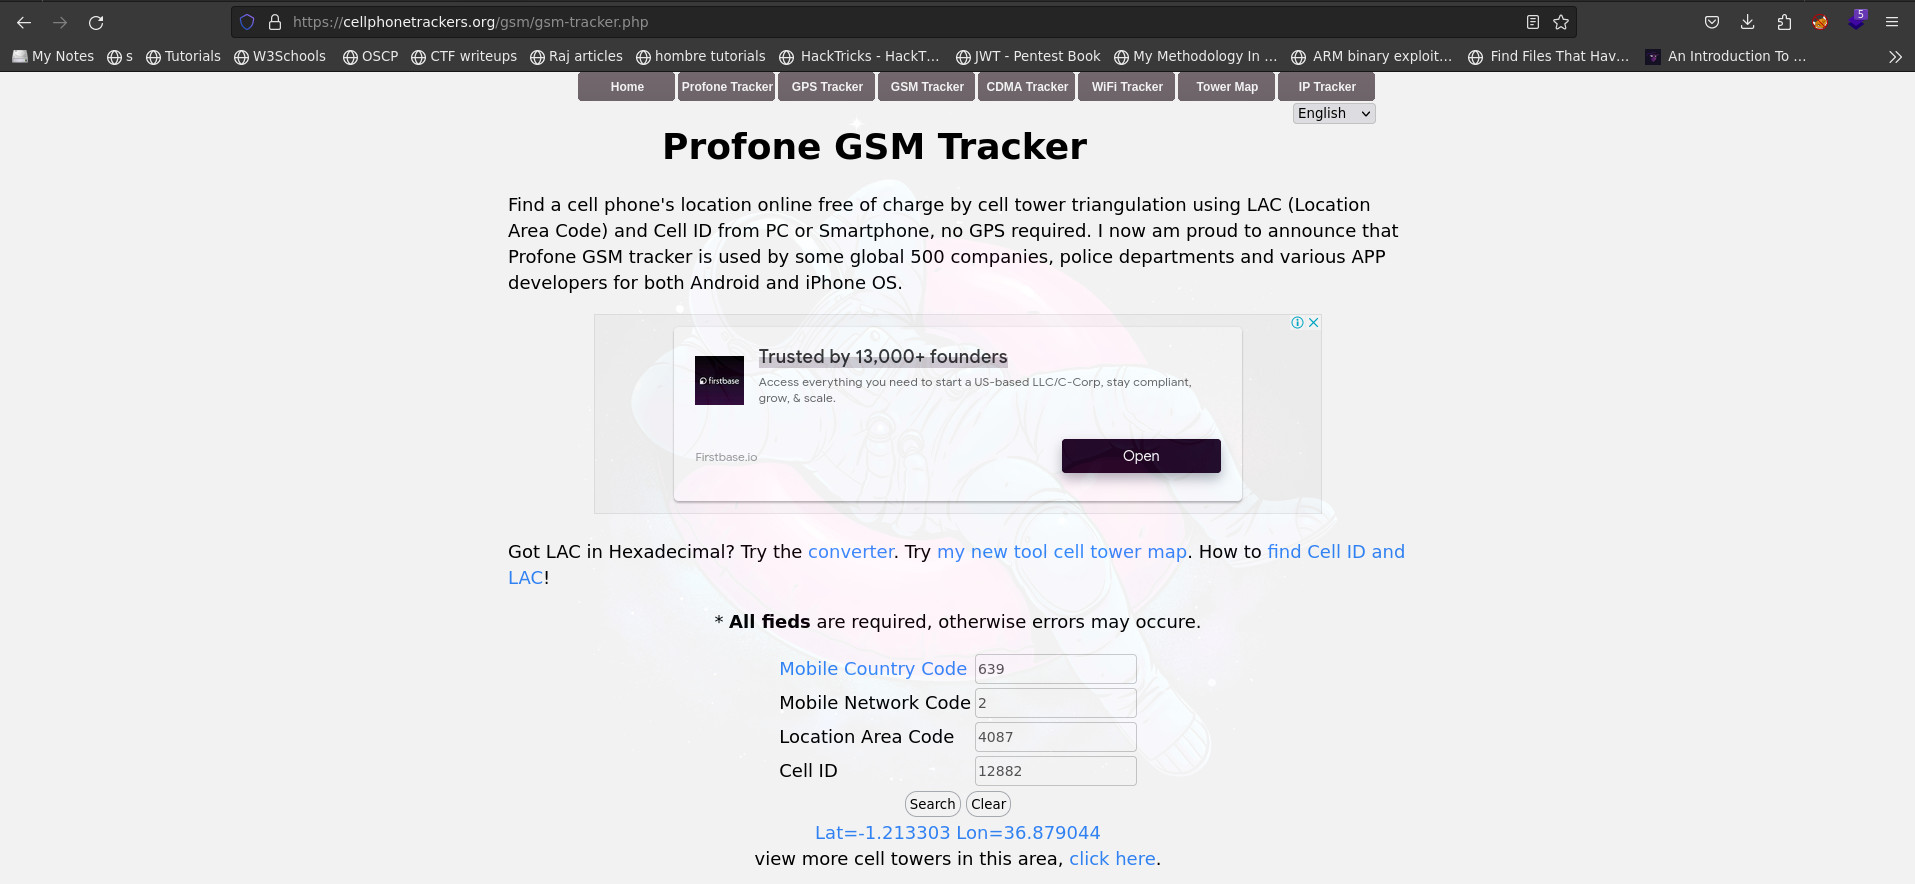 https://cellphonetrackers.org/gsm/gsm-tracker.php
5
My Notes s Tutorials W3Schools OSCP CTF writeups Raj articles hombre tutorials HackTricks - HackT… JWT - Pentest Book My Methodology In … ARM binary exploit… Find Files That Hav… An Introduction To …
Home Profone Tracker GPS Tracker GSM Tracker CDMA Tracker WiFi Tracker Tower Map IP Tracker
English
Profone GSM Tracker
Find a cell phone's location online free of charge by cell tower triangulation using LAC (Location
Area Code) and Cell ID from PC or Smartphone, no GPS required. I now am proud to announce that
Profone GSM tracker is used by some global 500 companies, police departments and various APP
developers for both Android and iPhone OS.
Trusted by 13,000+ founders
firstbase
Access everything you need to start a US-based LLC/C-Corp, stay compliant,
grow, & scale.
Firstbase.io
Open
Got LAC in Hexadecimal? Try the converter. Try my new tool cell tower map. How to find Cell ID and
LAC!
* All fieds are required, otherwise errors may occure.
Mobile Country Code 639
Mobile Network Code 2
Location Area Code 4087
Cell ID 12882
Search Clear
Lat=-1.213303 Lon=36.879044
view more cell towers in this area, click here.